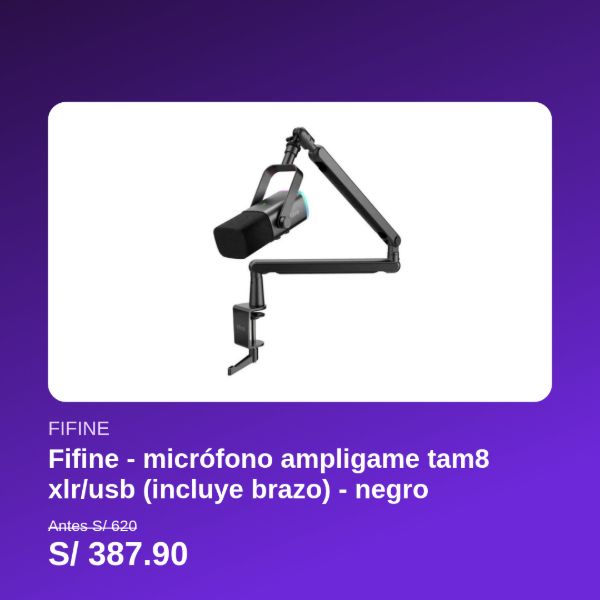 FIFINE
Fifine - micrófono ampligame tam8
xlr/usb (incluye brazo) - negro
Antes S/ 620
S/ 387.90